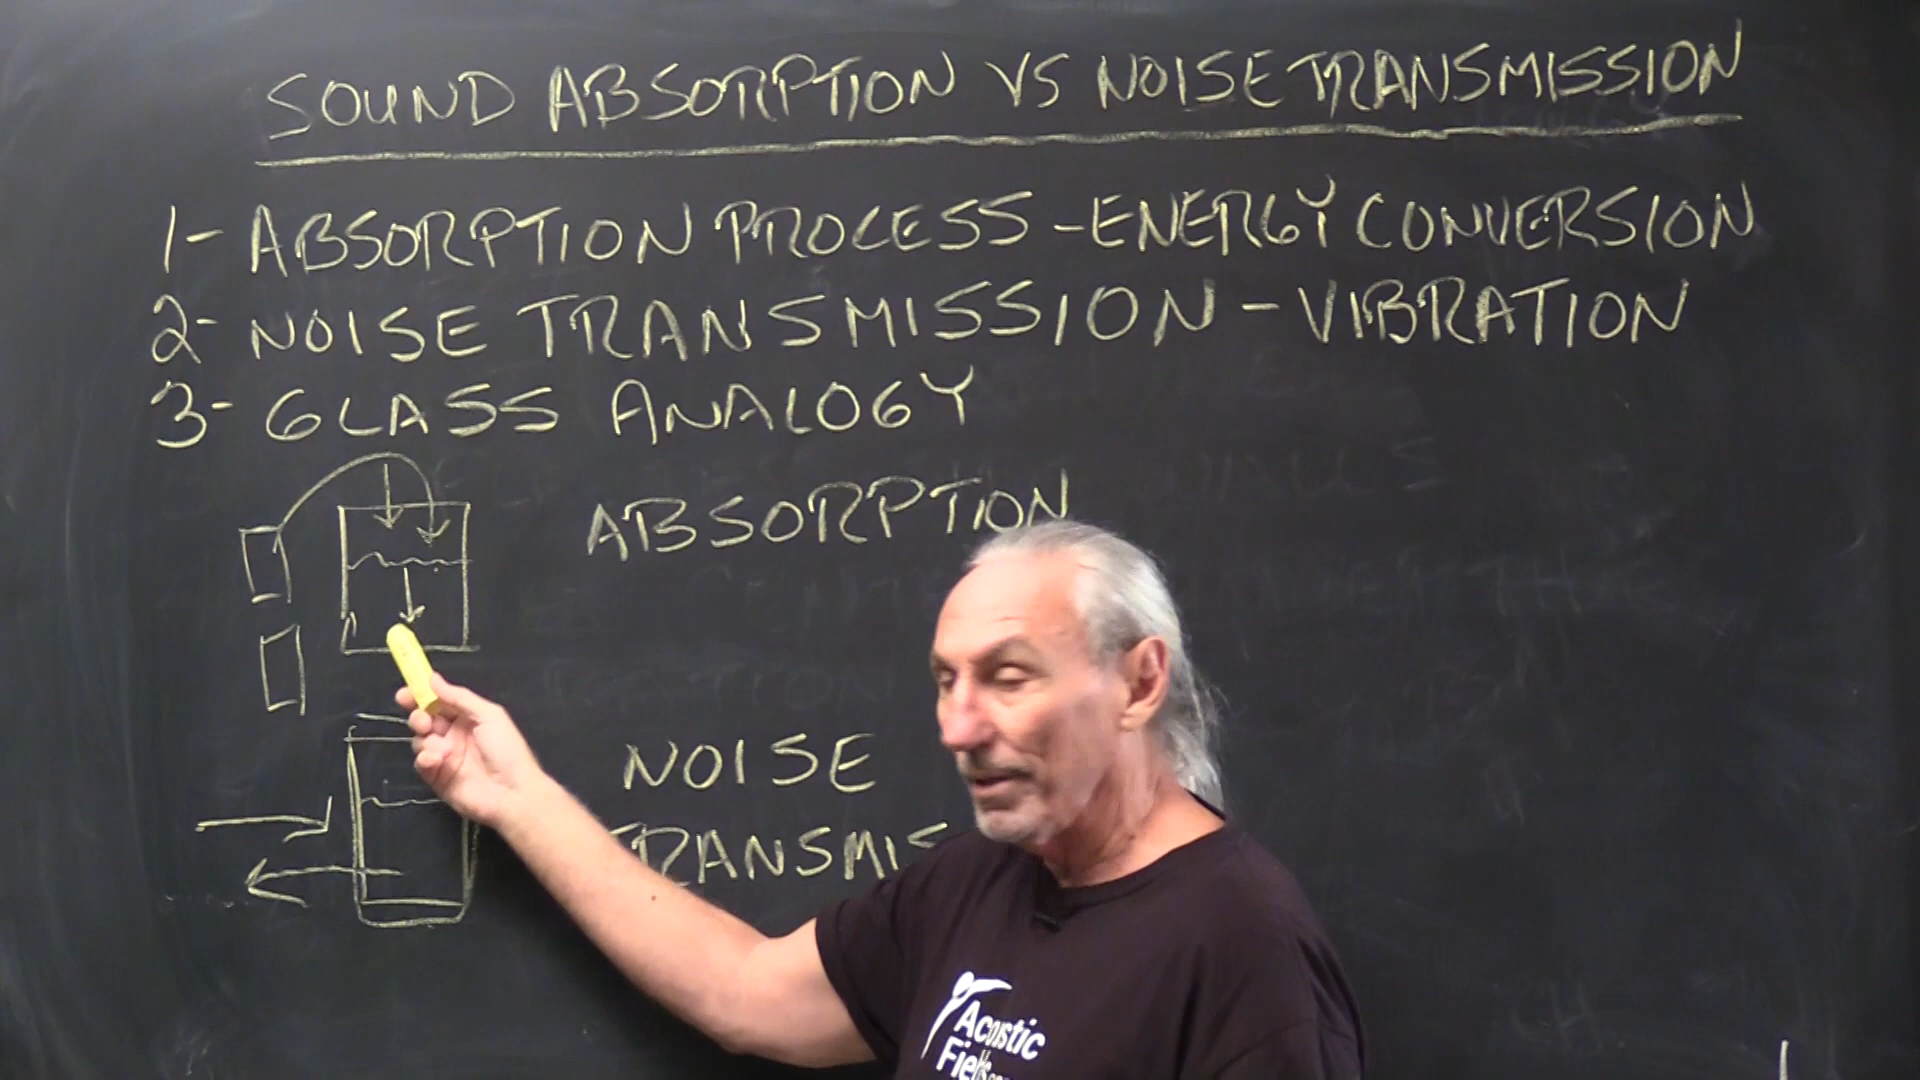 SOUND ABSORPTION VS NOISE TRANSMISSION
1- ABSORPTION PROCESS - ENERGY CONVERSION
2- NOISE TRANSMISSION - VIBRATION
3- GLASS ANALOGY
ABSORPTION
NOISE
TRANSMIS
Acoustic